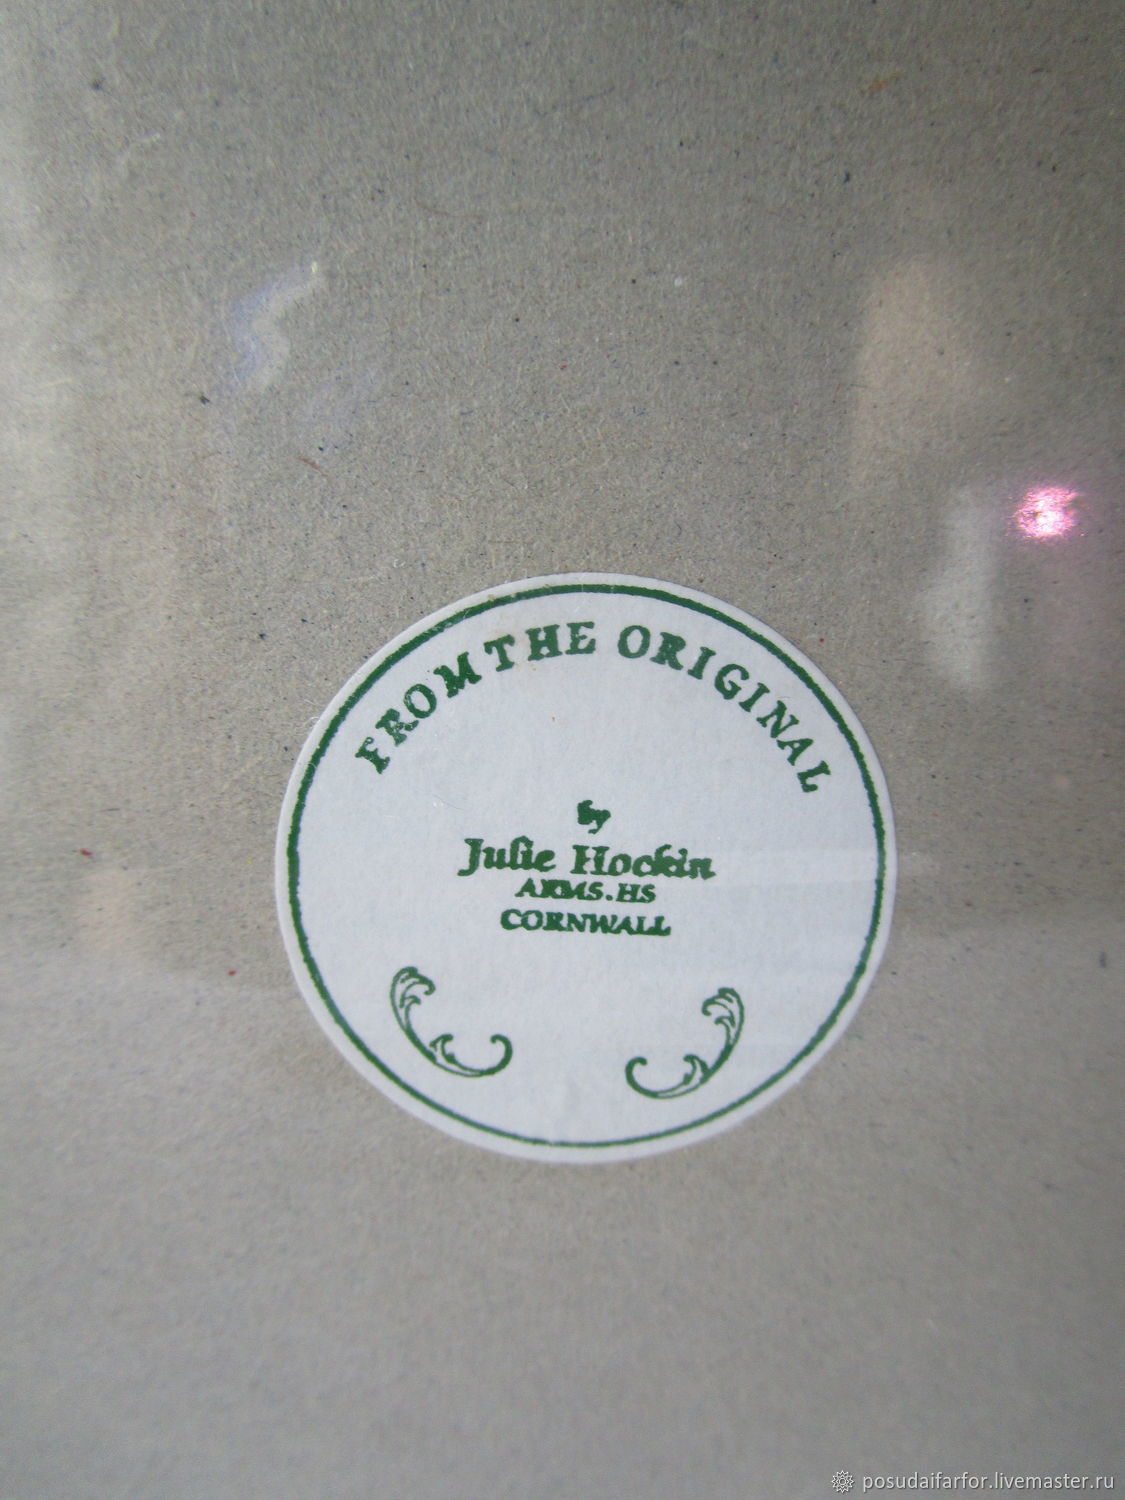 FROM THE ORIGINAL
by
Julie Hockin
ARMS.HS
CORNWALL
posudaifarfor.livemaster.ru